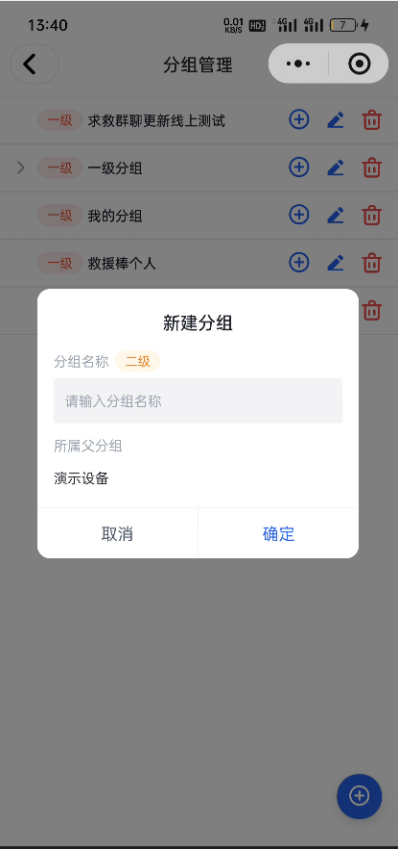 13:40
0.01 KB/S HD2 4G 4G 7
分组管理
一级 求救群聊更新线上测试
一级 一级分组
一级 我的分组
一级 救援棒个人
新建分组
分组名称 二级
请输入分组名称
所属父分组
演示设备
取消 确定